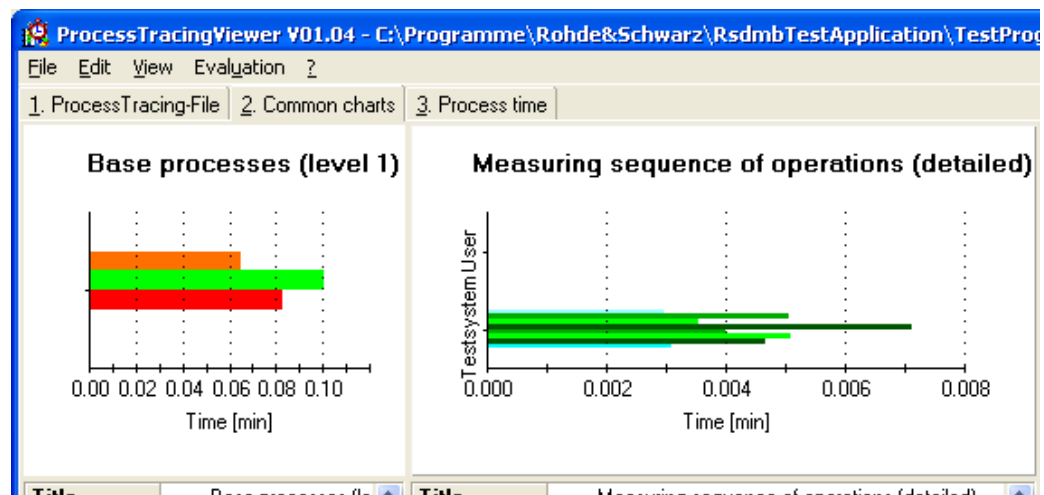 ProcessTracingViewer V01.04 - C:\Programme\Rohde&Schwarz\RsdmbTestApplication\TestProg
File Edit View Evaluation ?
1. ProcessTracing-File 2. Common charts 3. Process time
Base processes (level 1)
0.00 0.02 0.04 0.06 0.08 0.10
Time [min]
Measuring sequence of operations (detailed)
Testsystem User
0.000 0.002 0.004 0.006 0.008
Time [min]
Title Base processes (le
Title Measuring sequence of operations (detailed)